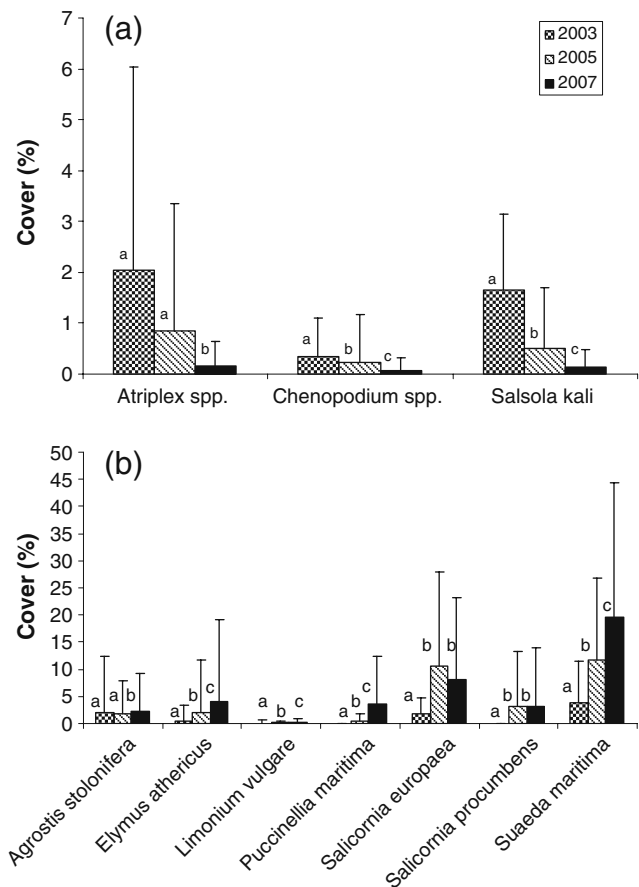 (a)
2003
2005
2007
7
6
5
4
3
2
1
0
Cover (%)
a
a
b
a
b
c
a
b
c
Atriplex spp.
Chenopodium spp.
Salsola kali
(b)
50
45
40
35
30
25
20
15
10
5
0
Cover (%)
a
a
b
a
b
c
a
b
c
a
b
c
a
b
b
a
b
b
a
b
c
Agrostis stolonifera
Elymus athericus
Limonium vulgare
Puccinellia maritima
Salicornia europaea
Salicornia procumbens
Suaeda maritima